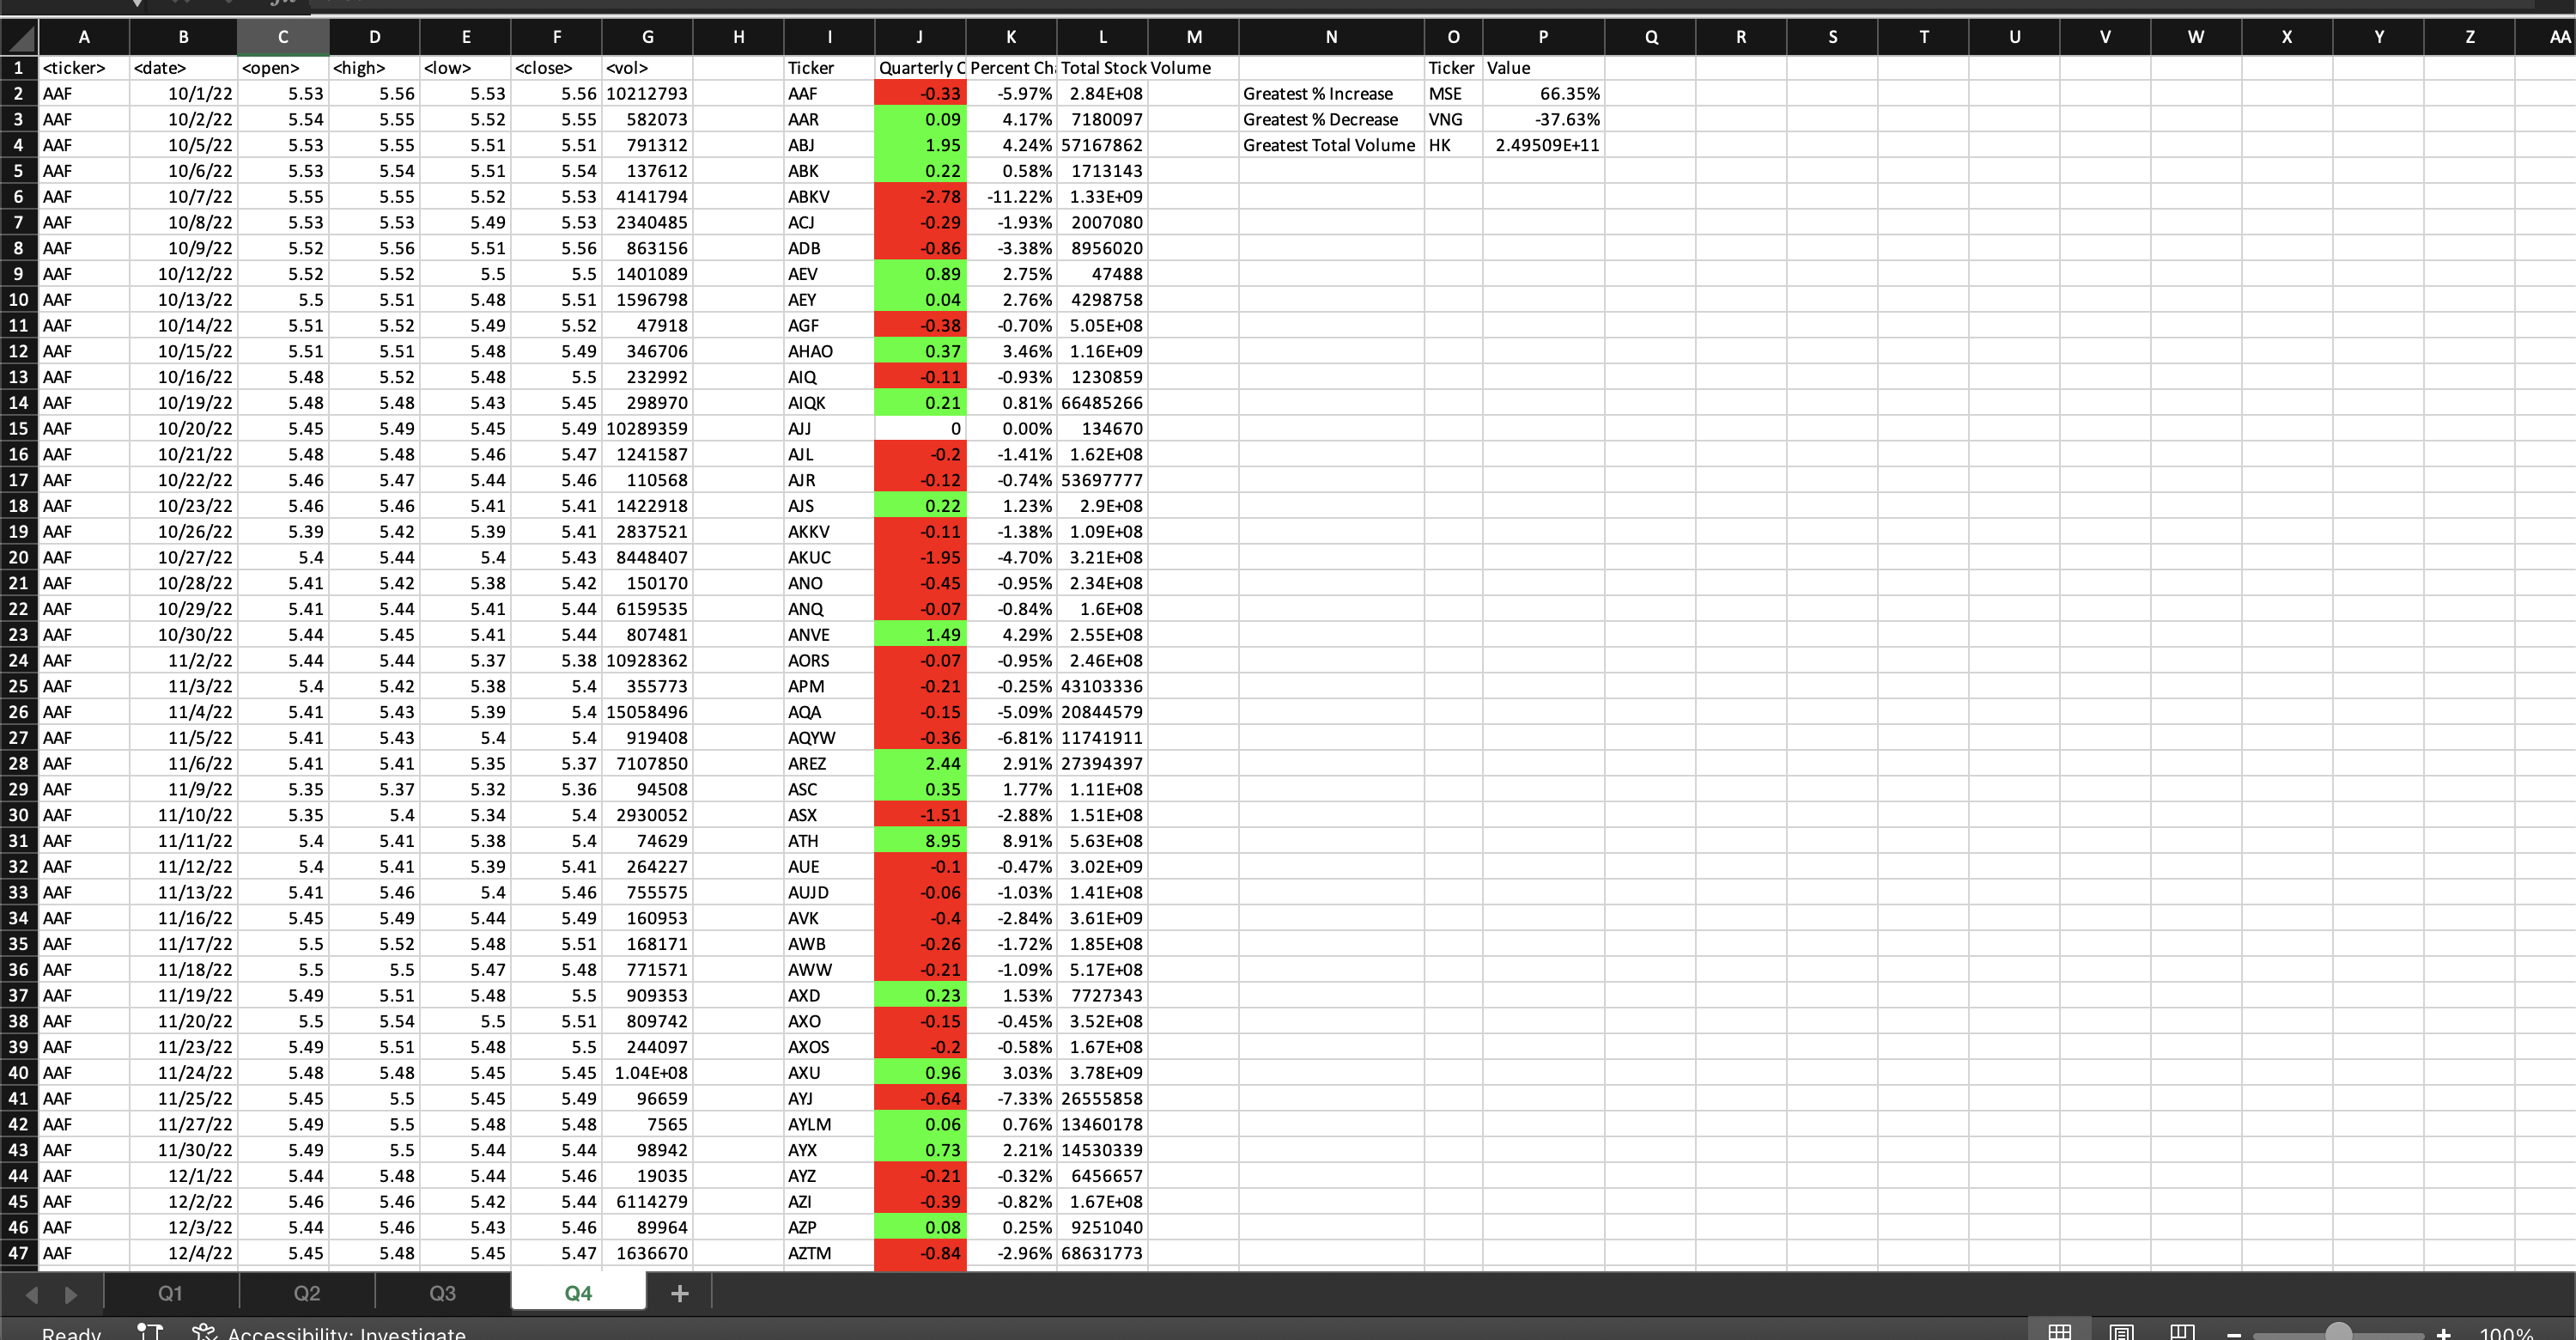 A B C D E F G H I J K L M N O P Q R S T U V W X Y Z AA
1 <ticker> <date> <open> <high> <low> <close> <vol> Ticker Quarterly C Percent Ch Total Stock Volume Ticker Value
2 AAF 10/1/22 5.53 5.56 5.53 5.56 10212793 AAF -0.33 -5.97% 2.84E+08 Greatest % Increase MSE 66.35%
3 AAF 10/2/22 5.54 5.55 5.52 5.55 582073 AAR 0.09 4.17% 7180097 Greatest % Decrease VNG -37.63%
4 AAF 10/5/22 5.53 5.55 5.51 5.51 791312 ABJ 1.95 4.24% 57167862 Greatest Total Volume HK 2.49509E+11
5 AAF 10/6/22 5.53 5.54 5.51 5.54 137612 ABK 0.22 0.58% 1713143
6 AAF 10/7/22 5.55 5.55 5.52 5.53 4141794 ABKV -2.78 -11.22% 1.33E+09
7 AAF 10/8/22 5.53 5.53 5.49 5.53 2340485 ACJ -0.29 -1.93% 2007080
8 AAF 10/9/22 5.52 5.56 5.51 5.56 863156 ADB -0.86 -3.38% 8956020
9 AAF 10/12/22 5.52 5.52 5.5 5.5 1401089 AEV 0.89 2.75% 47488
10 AAF 10/13/22 5.5 5.51 5.48 5.51 1596798 AEY 0.04 2.76% 4298758
11 AAF 10/14/22 5.51 5.52 5.49 5.52 47918 AGF -0.38 -0.70% 5.05E+08
12 AAF 10/15/22 5.51 5.51 5.48 5.49 346706 AHAO 0.37 3.46% 1.16E+09
13 AAF 10/16/22 5.48 5.52 5.48 5.5 232992 AIQ -0.11 -0.93% 1230859
14 AAF 10/19/22 5.48 5.48 5.43 5.45 298970 AIQK 0.21 0.81% 66485266
15 AAF 10/20/22 5.45 5.49 5.45 5.49 10289359 AJJ 0 0.00% 134670
16 AAF 10/21/22 5.48 5.48 5.46 5.47 1241587 AJL -0.2 -1.41% 1.62E+08
17 AAF 10/22/22 5.46 5.47 5.44 5.46 110568 AJR -0.12 -0.74% 53697777
18 AAF 10/23/22 5.46 5.46 5.41 5.41 1422918 AJS 0.22 1.23% 2.9E+08
19 AAF 10/26/22 5.39 5.42 5.39 5.41 2837521 AKKV -0.11 -1.38% 1.09E+08
20 AAF 10/27/22 5.4 5.44 5.4 5.43 8448407 AKUC -1.95 -4.70% 3.21E+08
21 AAF 10/28/22 5.41 5.42 5.38 5.42 150170 ANO -0.45 -0.95% 2.34E+08
22 AAF 10/29/22 5.41 5.44 5.41 5.44 6159535 ANQ -0.07 -0.84% 1.6E+08
23 AAF 10/30/22 5.44 5.45 5.41 5.44 807481 ANVE 1.49 4.29% 2.55E+08
24 AAF 11/2/22 5.44 5.44 5.37 5.38 10928362 AORS -0.07 -0.95% 2.46E+08
25 AAF 11/3/22 5.4 5.42 5.38 5.4 355773 APM -0.21 -0.25% 43103336
26 AAF 11/4/22 5.41 5.43 5.39 5.4 15058496 AQA -0.15 -5.09% 20844579
27 AAF 11/5/22 5.41 5.43 5.4 5.4 919408 AQYW -0.36 -6.81% 11741911
28 AAF 11/6/22 5.41 5.41 5.35 5.37 7107850 AREZ 2.44 2.91% 27394397
29 AAF 11/9/22 5.35 5.37 5.32 5.36 94508 ASC 0.35 1.77% 1.11E+08
30 AAF 11/10/22 5.35 5.4 5.34 5.4 2930052 ASX -1.51 -2.88% 1.51E+08
31 AAF 11/11/22 5.4 5.41 5.38 5.4 74629 ATH 8.95 8.91% 5.63E+08
32 AAF 11/12/22 5.4 5.41 5.39 5.41 264227 AUE -0.1 -0.47% 3.02E+09
33 AAF 11/13/22 5.41 5.46 5.4 5.46 755575 AUJD -0.06 -1.03% 1.41E+08
34 AAF 11/16/22 5.45 5.49 5.44 5.49 160953 AVK -0.4 -2.84% 3.61E+09
35 AAF 11/17/22 5.5 5.52 5.48 5.51 168171 AWB -0.26 -1.72% 1.85E+08
36 AAF 11/18/22 5.5 5.5 5.47 5.48 771571 AWW -0.21 -1.09% 5.17E+08
37 AAF 11/19/22 5.49 5.51 5.48 5.5 909353 AXD 0.23 1.53% 7727343
38 AAF 11/20/22 5.5 5.54 5.5 5.51 809742 AXO -0.15 -0.45% 3.52E+08
39 AAF 11/23/22 5.49 5.51 5.48 5.5 244097 AXOS -0.2 -0.58% 1.67E+08
40 AAF 11/24/22 5.48 5.48 5.45 5.45 1.04E+08 AXU 0.96 3.03% 3.78E+09
41 AAF 11/25/22 5.45 5.5 5.45 5.49 96659 AYJ -0.64 -7.33% 26555858
42 AAF 11/27/22 5.49 5.5 5.48 5.48 7565 AYLM 0.06 0.76% 13460178
43 AAF 11/30/22 5.49 5.5 5.44 5.44 98942 AYX 0.73 2.21% 14530339
44 AAF 12/1/22 5.44 5.48 5.44 5.46 19035 AYZ -0.21 -0.32% 6456657
45 AAF 12/2/22 5.46 5.46 5.42 5.44 6114279 AZI -0.39 -0.82% 1.67E+08
46 AAF 12/3/22 5.44 5.46 5.43 5.46 89964 AZP 0.08 0.25% 9251040
47 AAF 12/4/22 5.45 5.48 5.45 5.47 1636670 AZTM -0.84 -2.96% 68631773
Q1 Q2 Q3 Q4 +
Ready Accessibility: Investigate 100%